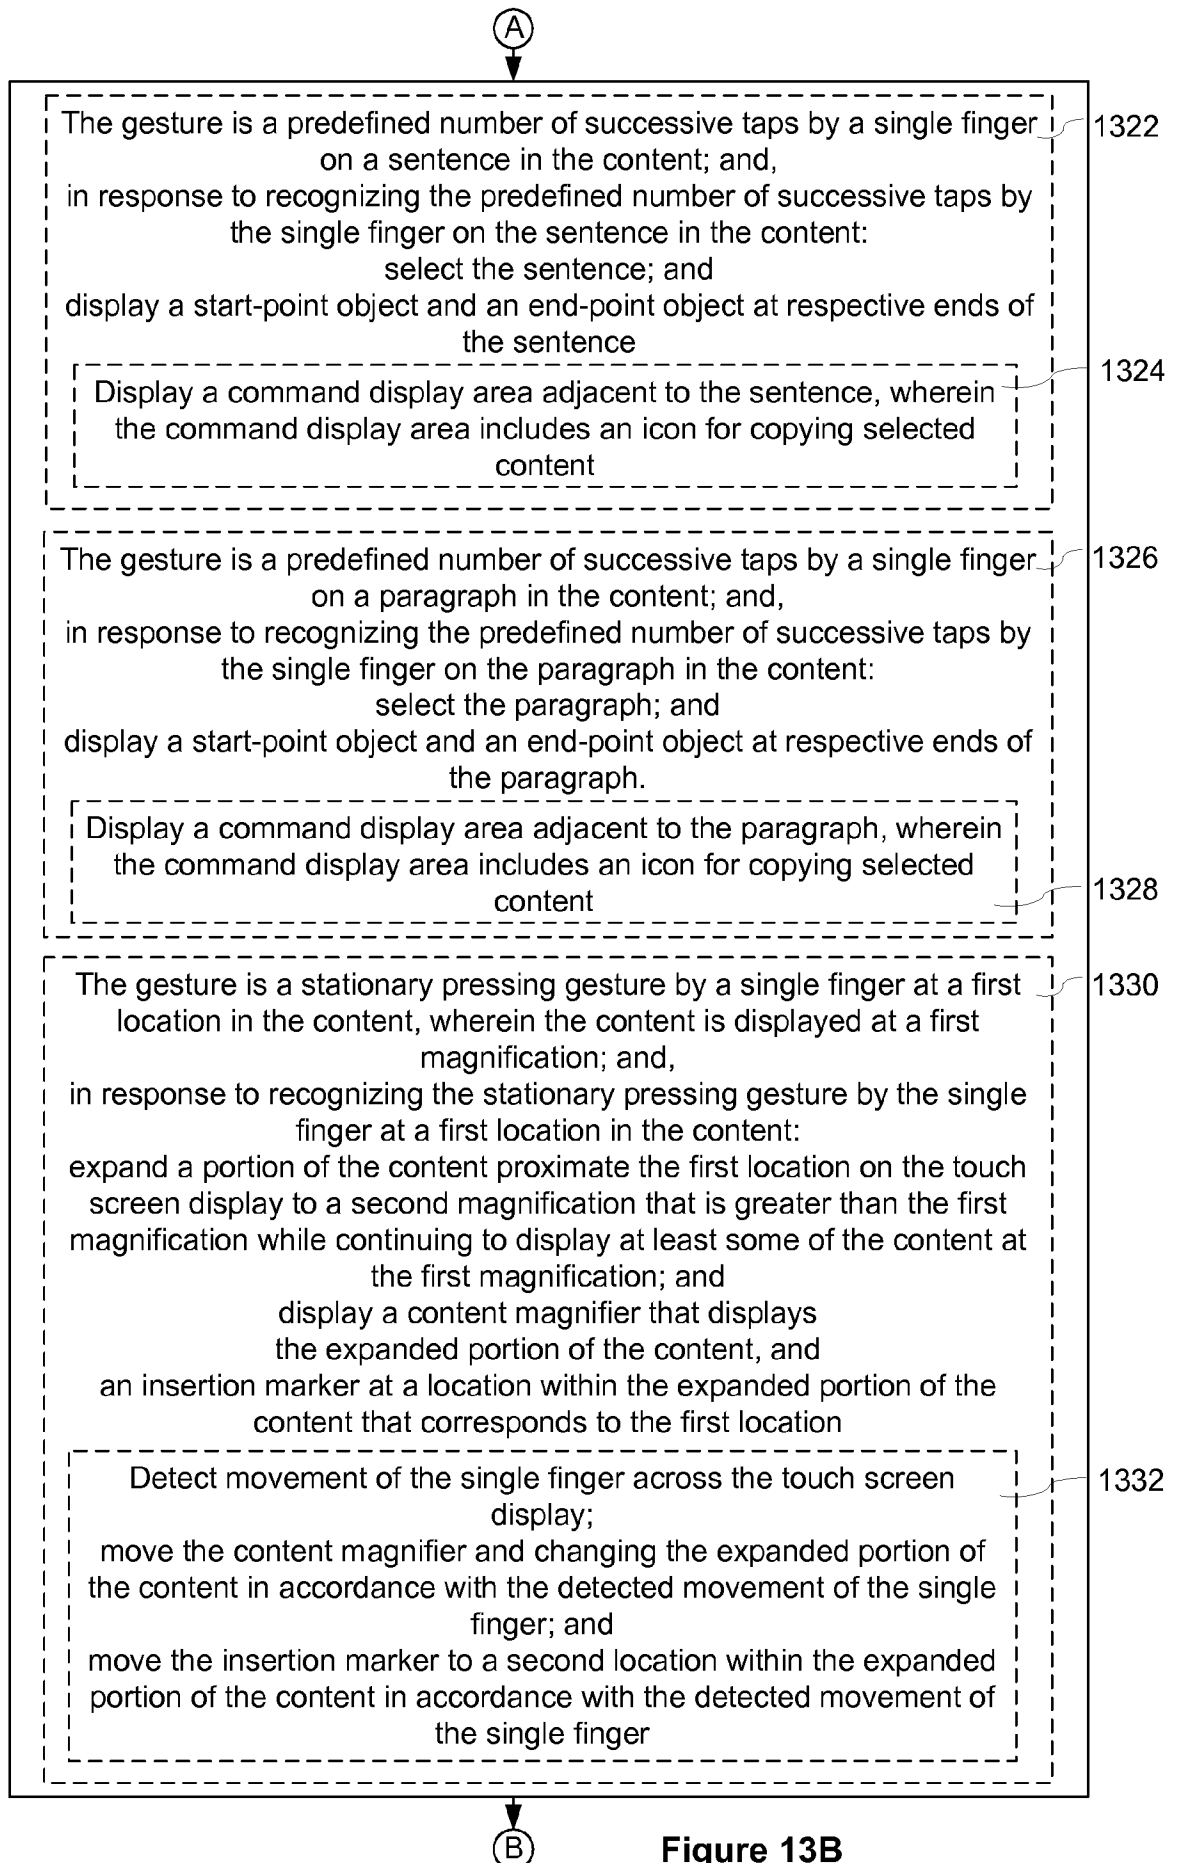 A
The gesture is a predefined number of successive taps by a single finger
1322
on a sentence in the content; and,
in response to recognizing the predefined number of successive taps by
the single finger on the sentence in the content:
select the sentence; and
display a start-point object and an end-point object at respective ends of
the sentence
1324
Display a command display area adjacent to the sentence, wherein
the command display area includes an icon for copying selected
content
The gesture is a predefined number of successive taps by a single finger
1326
on a paragraph in the content; and,
in response to recognizing the predefined number of successive taps by
the single finger on the paragraph in the content:
select the paragraph; and
display a start-point object and an end-point object at respective ends of
the paragraph.
Display a command display area adjacent to the paragraph, wherein
the command display area includes an icon for copying selected
content
1328
The gesture is a stationary pressing gesture by a single finger at a first
1330
location in the content, wherein the content is displayed at a first
magnification; and,
in response to recognizing the stationary pressing gesture by the single
finger at a first location in the content:
expand a portion of the content proximate the first location on the touch
screen display to a second magnification that is greater than the first
magnification while continuing to display at least some of the content at
the first magnification; and
display a content magnifier that displays
the expanded portion of the content, and
an insertion marker at a location within the expanded portion of the
content that corresponds to the first location
Detect movement of the single finger across the touch screen
1332
display;
move the content magnifier and changing the expanded portion of
the content in accordance with the detected movement of the single
finger; and
move the insertion marker to a second location within the expanded
portion of the content in accordance with the detected movement of
the single finger
B
Figure 13B